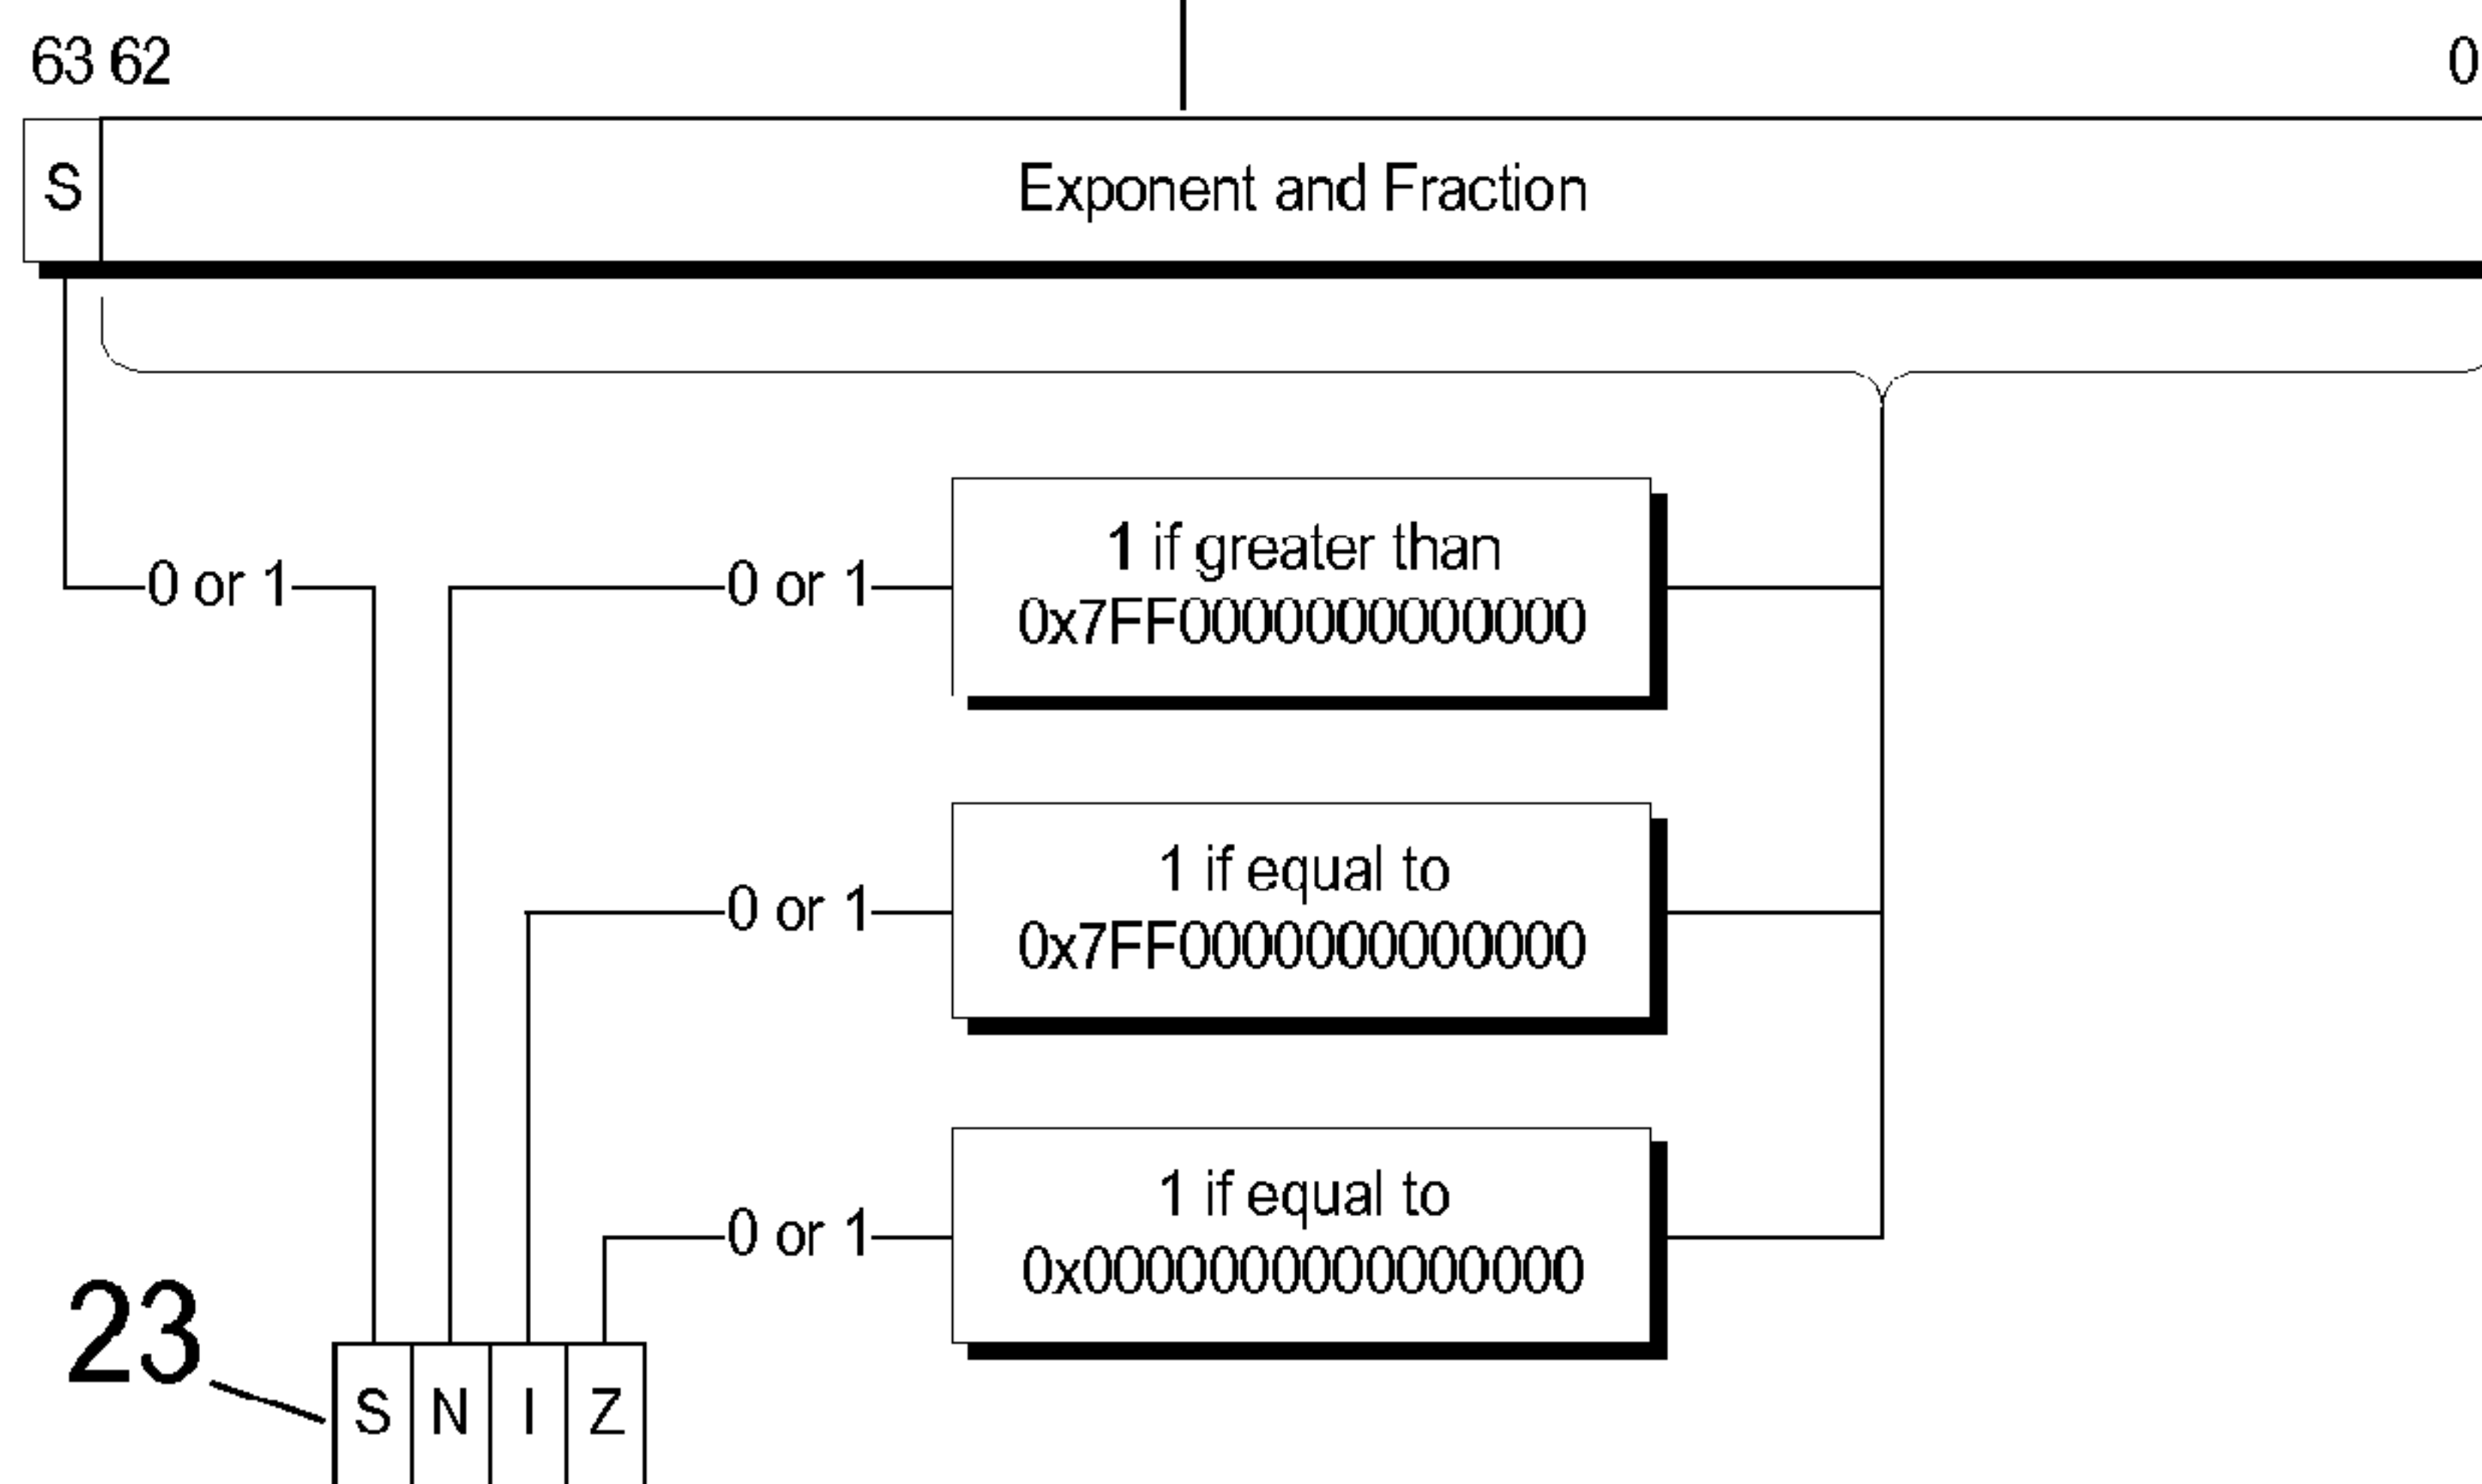 63 62 0
S Exponent and Fraction
1 if greater than
0 or 1 0 or 1
0x7FF0000000000000
1 if equal to
0 or 1
0x7FF0000000000000
1 if equal to
0 or 1
0x0000000000000000
23
S N I Z